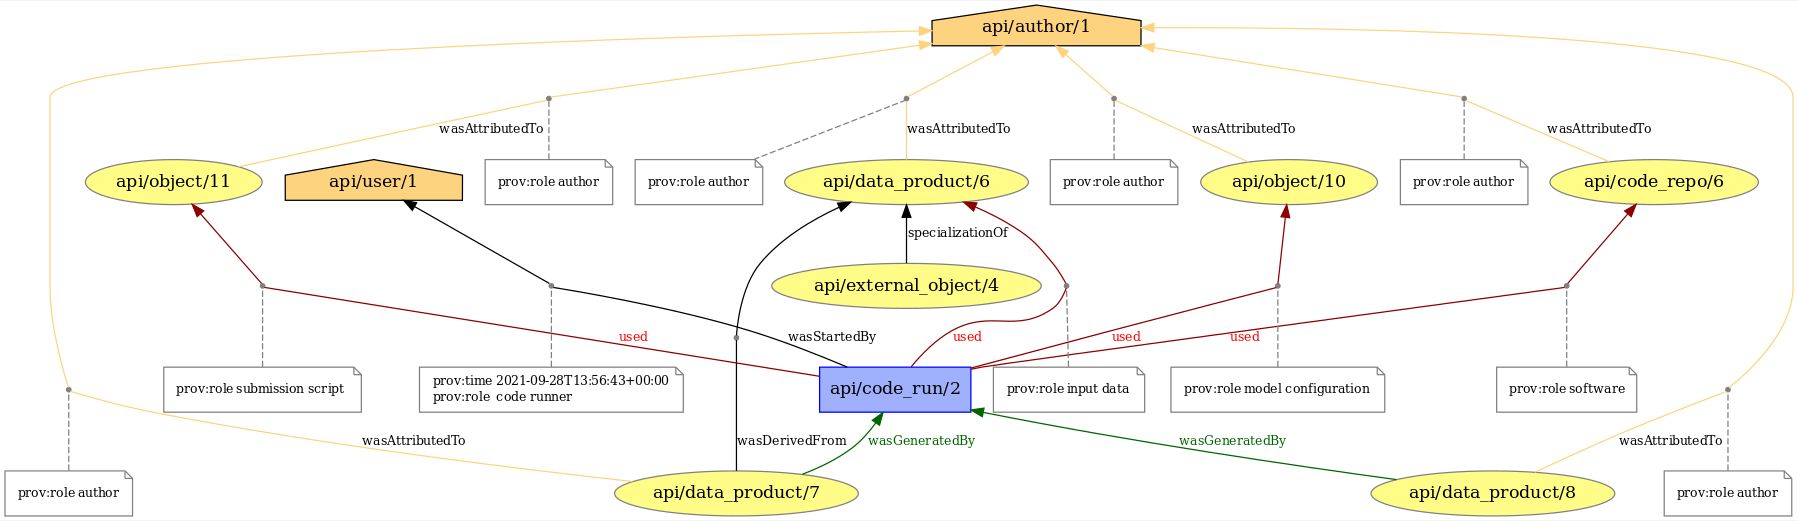 api/author/1
wasAttributedTo
wasAttributedTo
wasAttributedTo
wasAttributedTo
api/object/11
api/user/1
prov:role author
prov:role author
api/data_product/6
prov:role author
api/object/10
prov:role author
api/code_repo/6
specializationOf
api/external_object/4
used
wasStartedBy
used
used
used
prov:role submission script
prov:time 2021-09-28T13:56:43+00:00
prov:role code runner
api/code_run/2
prov:role input data
prov:role model configuration
prov:role software
wasAttributedTo
wasDerivedFrom
wasGeneratedBy
wasGeneratedBy
wasAttributedTo
prov:role author
api/data_product/7
api/data_product/8
prov:role author